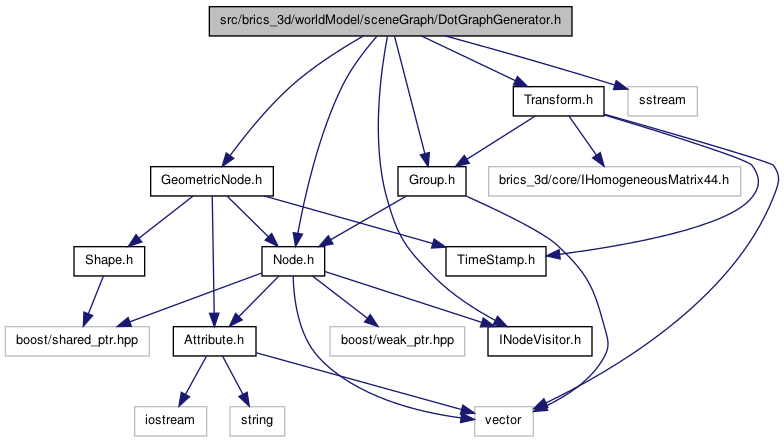 src/brics_3d/worldModel/sceneGraph/DotGraphGenerator.h
Transform.h
sstream
GeometricNode.h
Group.h
brics_3d/core/IHomogeneousMatrix44.h
Shape.h
Node.h
TimeStamp.h
boost/shared_ptr.hpp
Attribute.h
boost/weak_ptr.hpp
INodeVisitor.h
iostream
string
vector